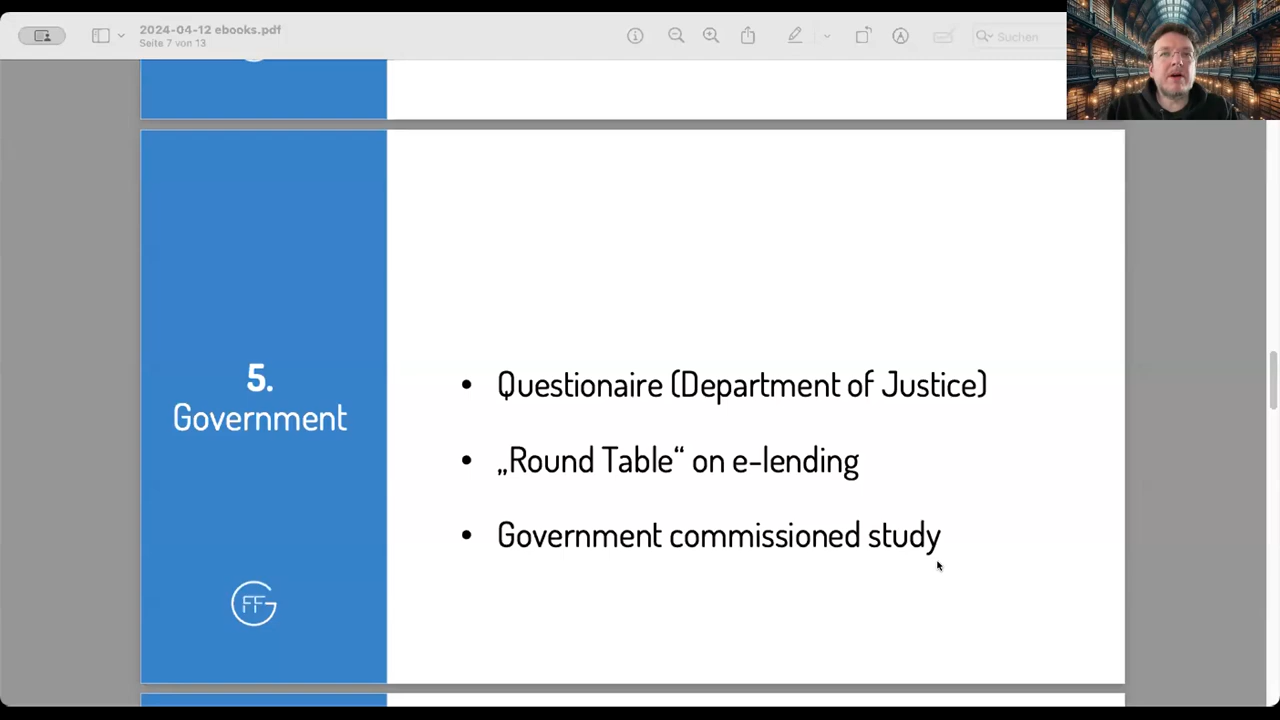 2024-04-12 ebooks.pdf
Seite 7 von 13
Suchen
5.
Government
• Questionaire (Department of Justice)
• „Round Table“ on e-lending
• Government commissioned study
GFF